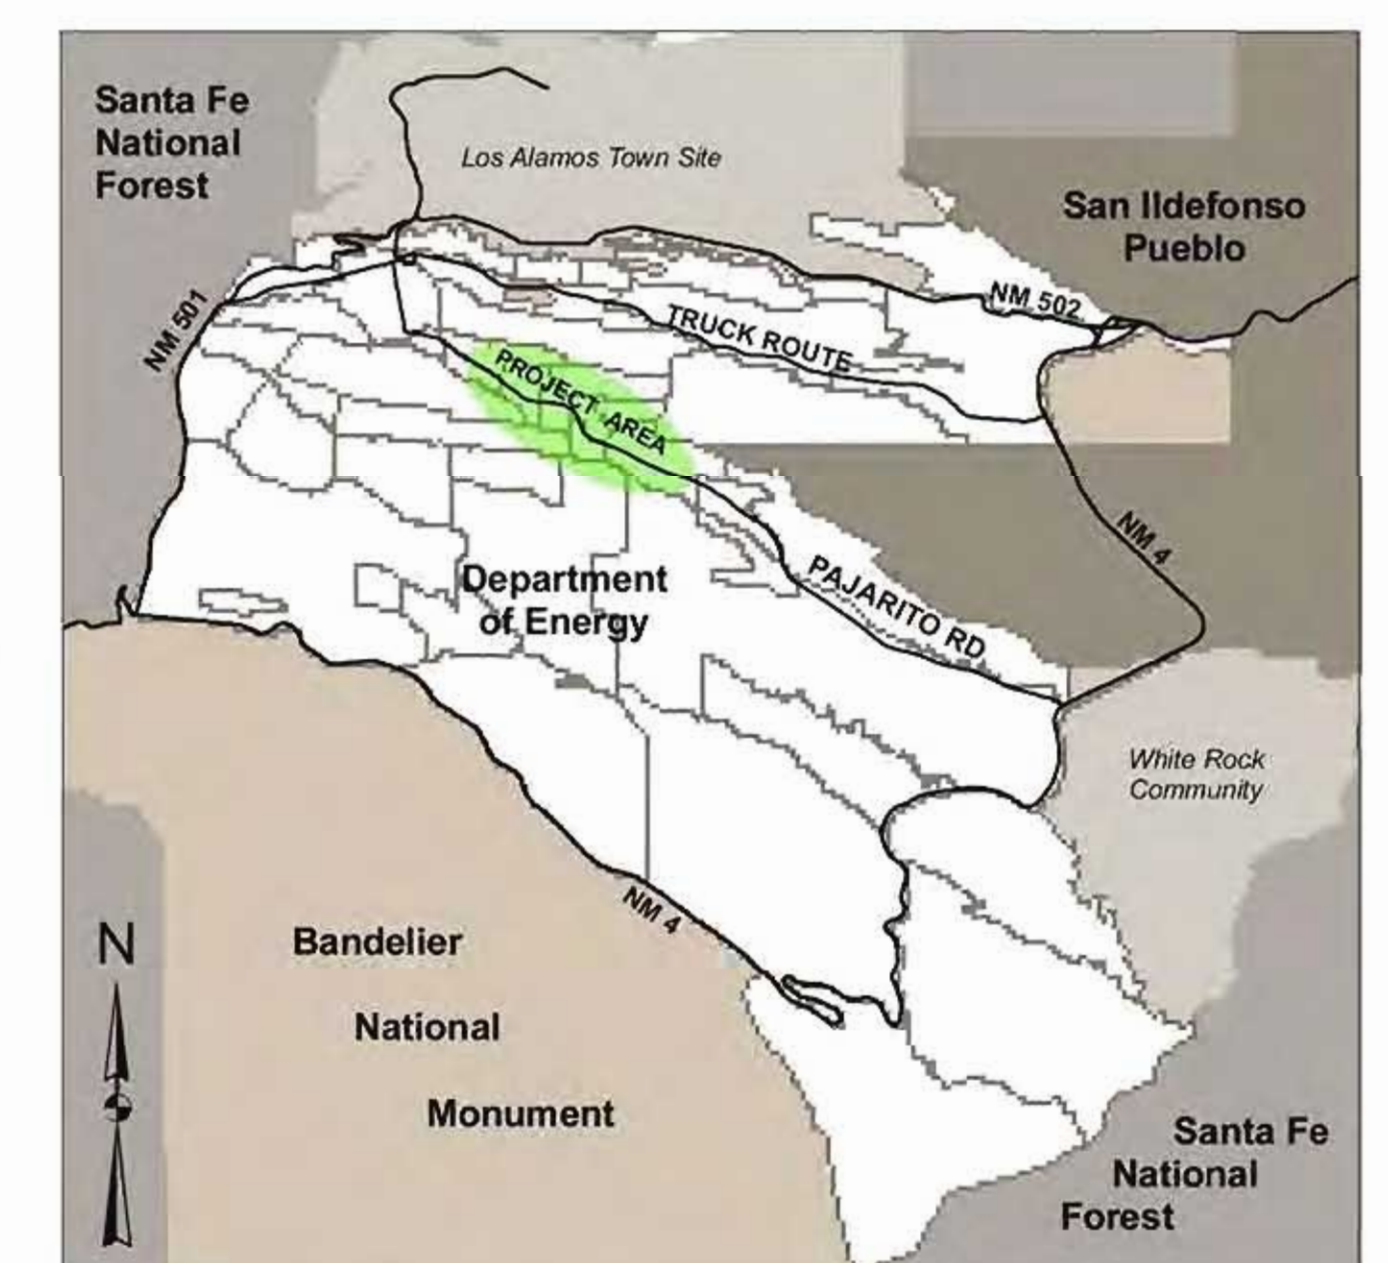 Santa Fe
National
Forest
Los Alamos Town Site
San Ildefonso
Pueblo
NM 501
NM 502
TRUCK ROUTE
PROJECT AREA
NM 4
Department
of Energy
PAJARITO RD
White Rock
Community
NM 4
N
Bandelier
National
Monument
Santa Fe
National
Forest